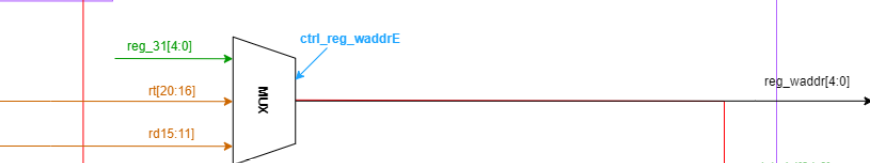 reg_31[4:0]
ctrl_reg_waddrE
rt[20:16]
MUX
reg_waddr[4:0]
rd15:11]